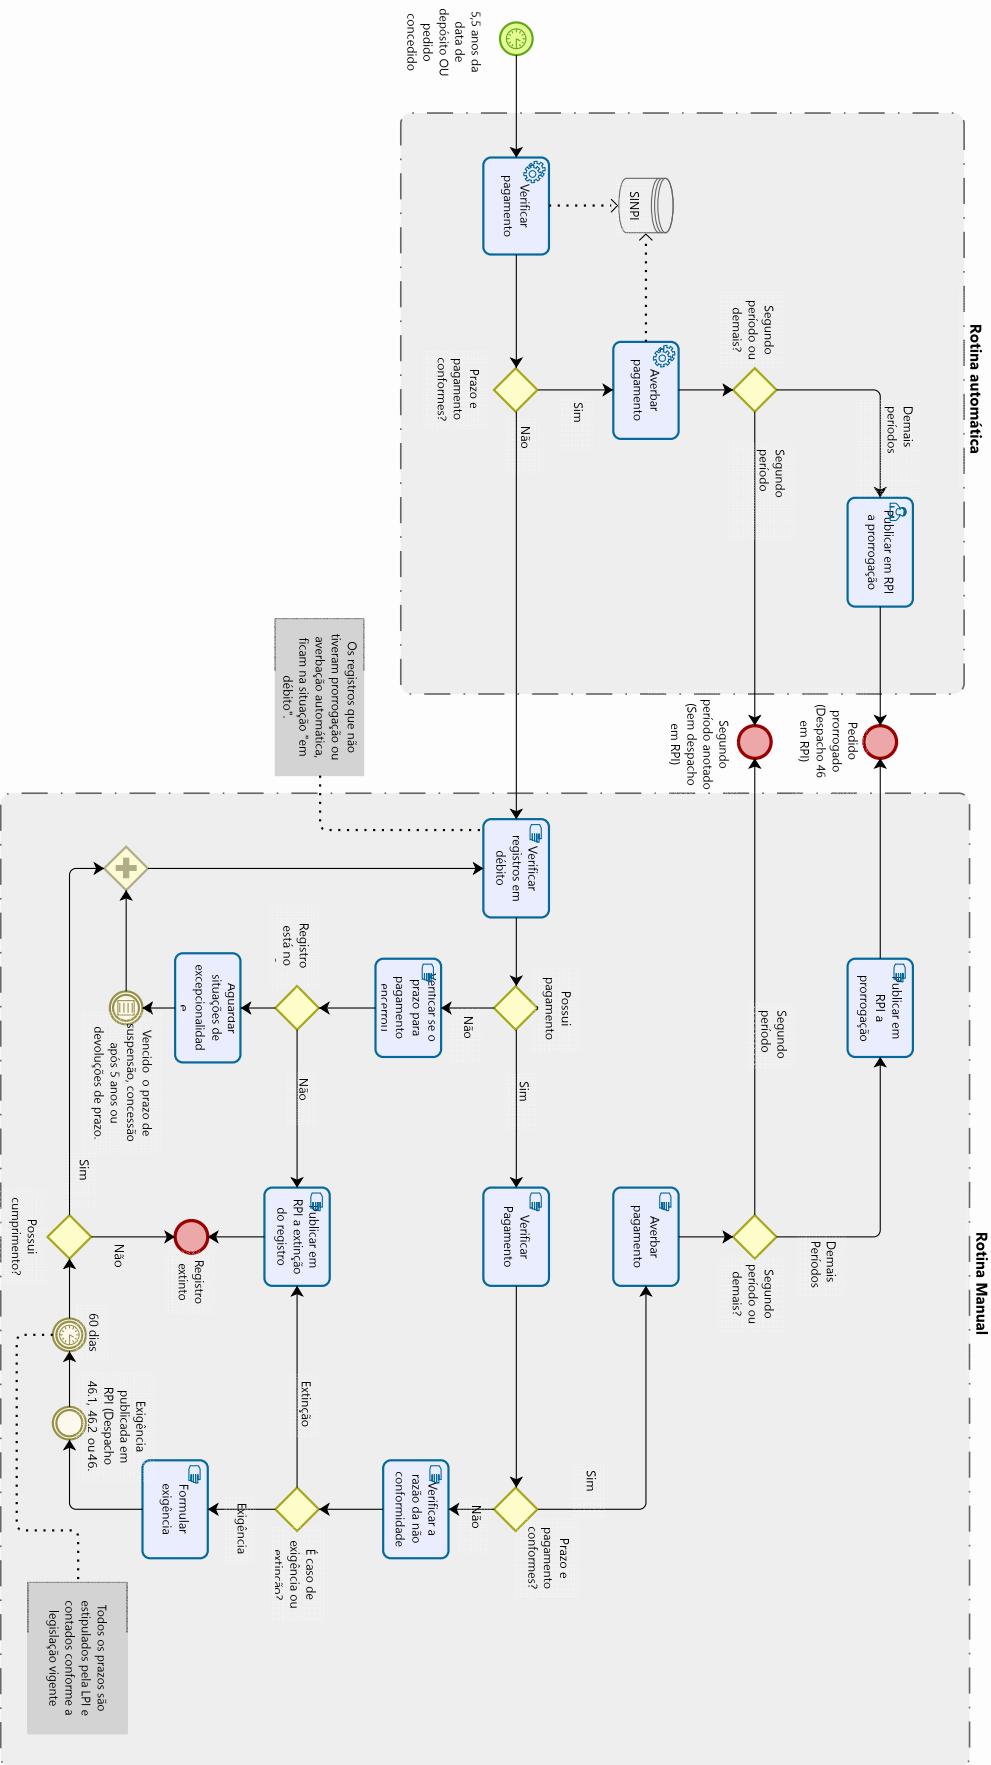 Rotina automática
5,5 anos da
data de
depósito OU
pedido
concedido
Verificar
pagamento
SINPI
Prazo e
pagamento
conformes?
Sim
Não
Averbar
pagamento
Segundo
período ou
demais?
Demais
períodos
Segundo
período
Publicar em RPI
a prorrogação
Pedido
prorrogado
(Despacho 46
em RPI)
Segundo
período anotado
(Sem despacho
em RPI)
Os registros que não
tiveram prorrogação ou
averbação automática,
ficam na situação "em
débito".
Rotina Manual
Verificar
registros em
débito
Possui
pagamento
Sim
Não
Verificar se o
prazo para
pagamento
encerrou
Registro
está no
Não
Aguardar
situações de
excepcionalidad
e
Vencido o prazo de
suspensão, concessão
após 5 anos ou
devoluções de prazo.
Publicar em
RPI a
prorrogação
Segundo
período
Demais
Períodos
Segundo
período ou
demais?
Averbar
pagamento
Verificar
Pagamento
Prazo e
pagamento
conformes?
Sim
Não
Verificar a
razão da não
conformidade
É caso de
exigência ou
extinção?
Extinção
Exigência
Publicar em
RPI a extinção
do registro
Registro
extinto
Formular
exigência
Exigência
publicada em
RPI (Despacho
46.1, 46.2 ou 46.
60 dias
Possui
cumprimento?
Sim
Não
Todos os prazos são
estipulados pela LPI e
contados conforme a
legislação vigente